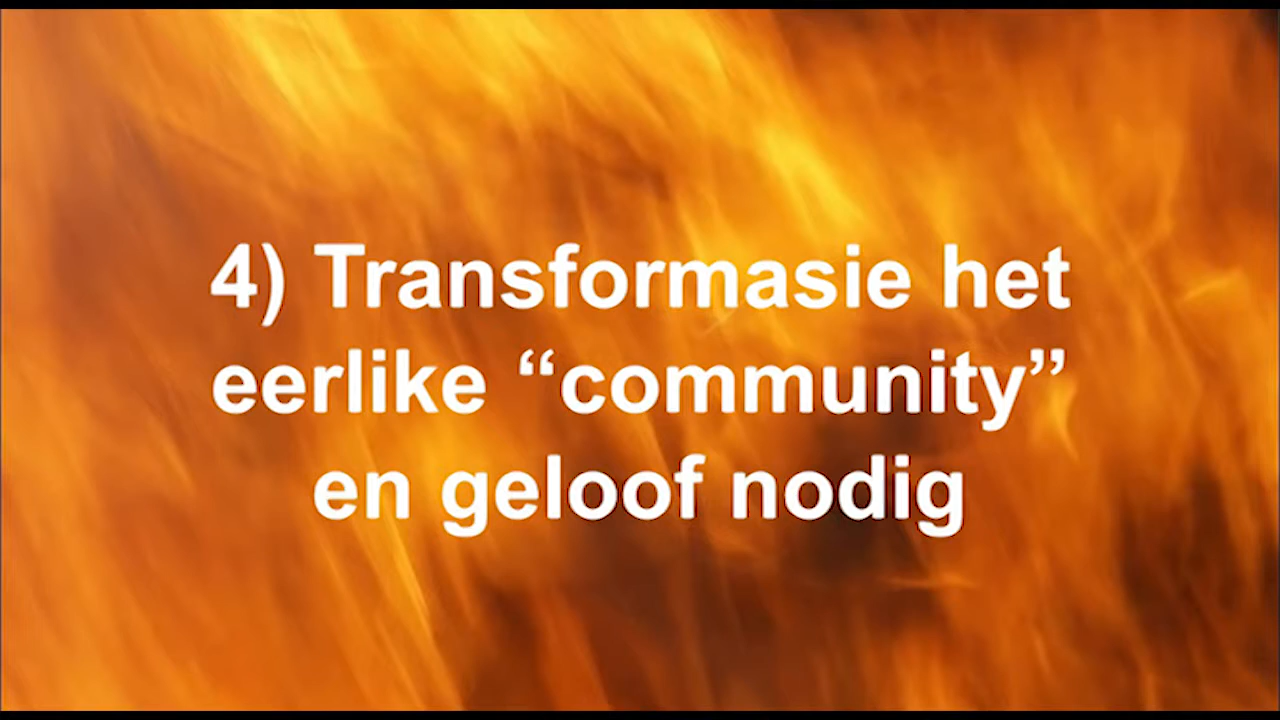 4) Transformasie het
eerlike “community”
en geloof nodig